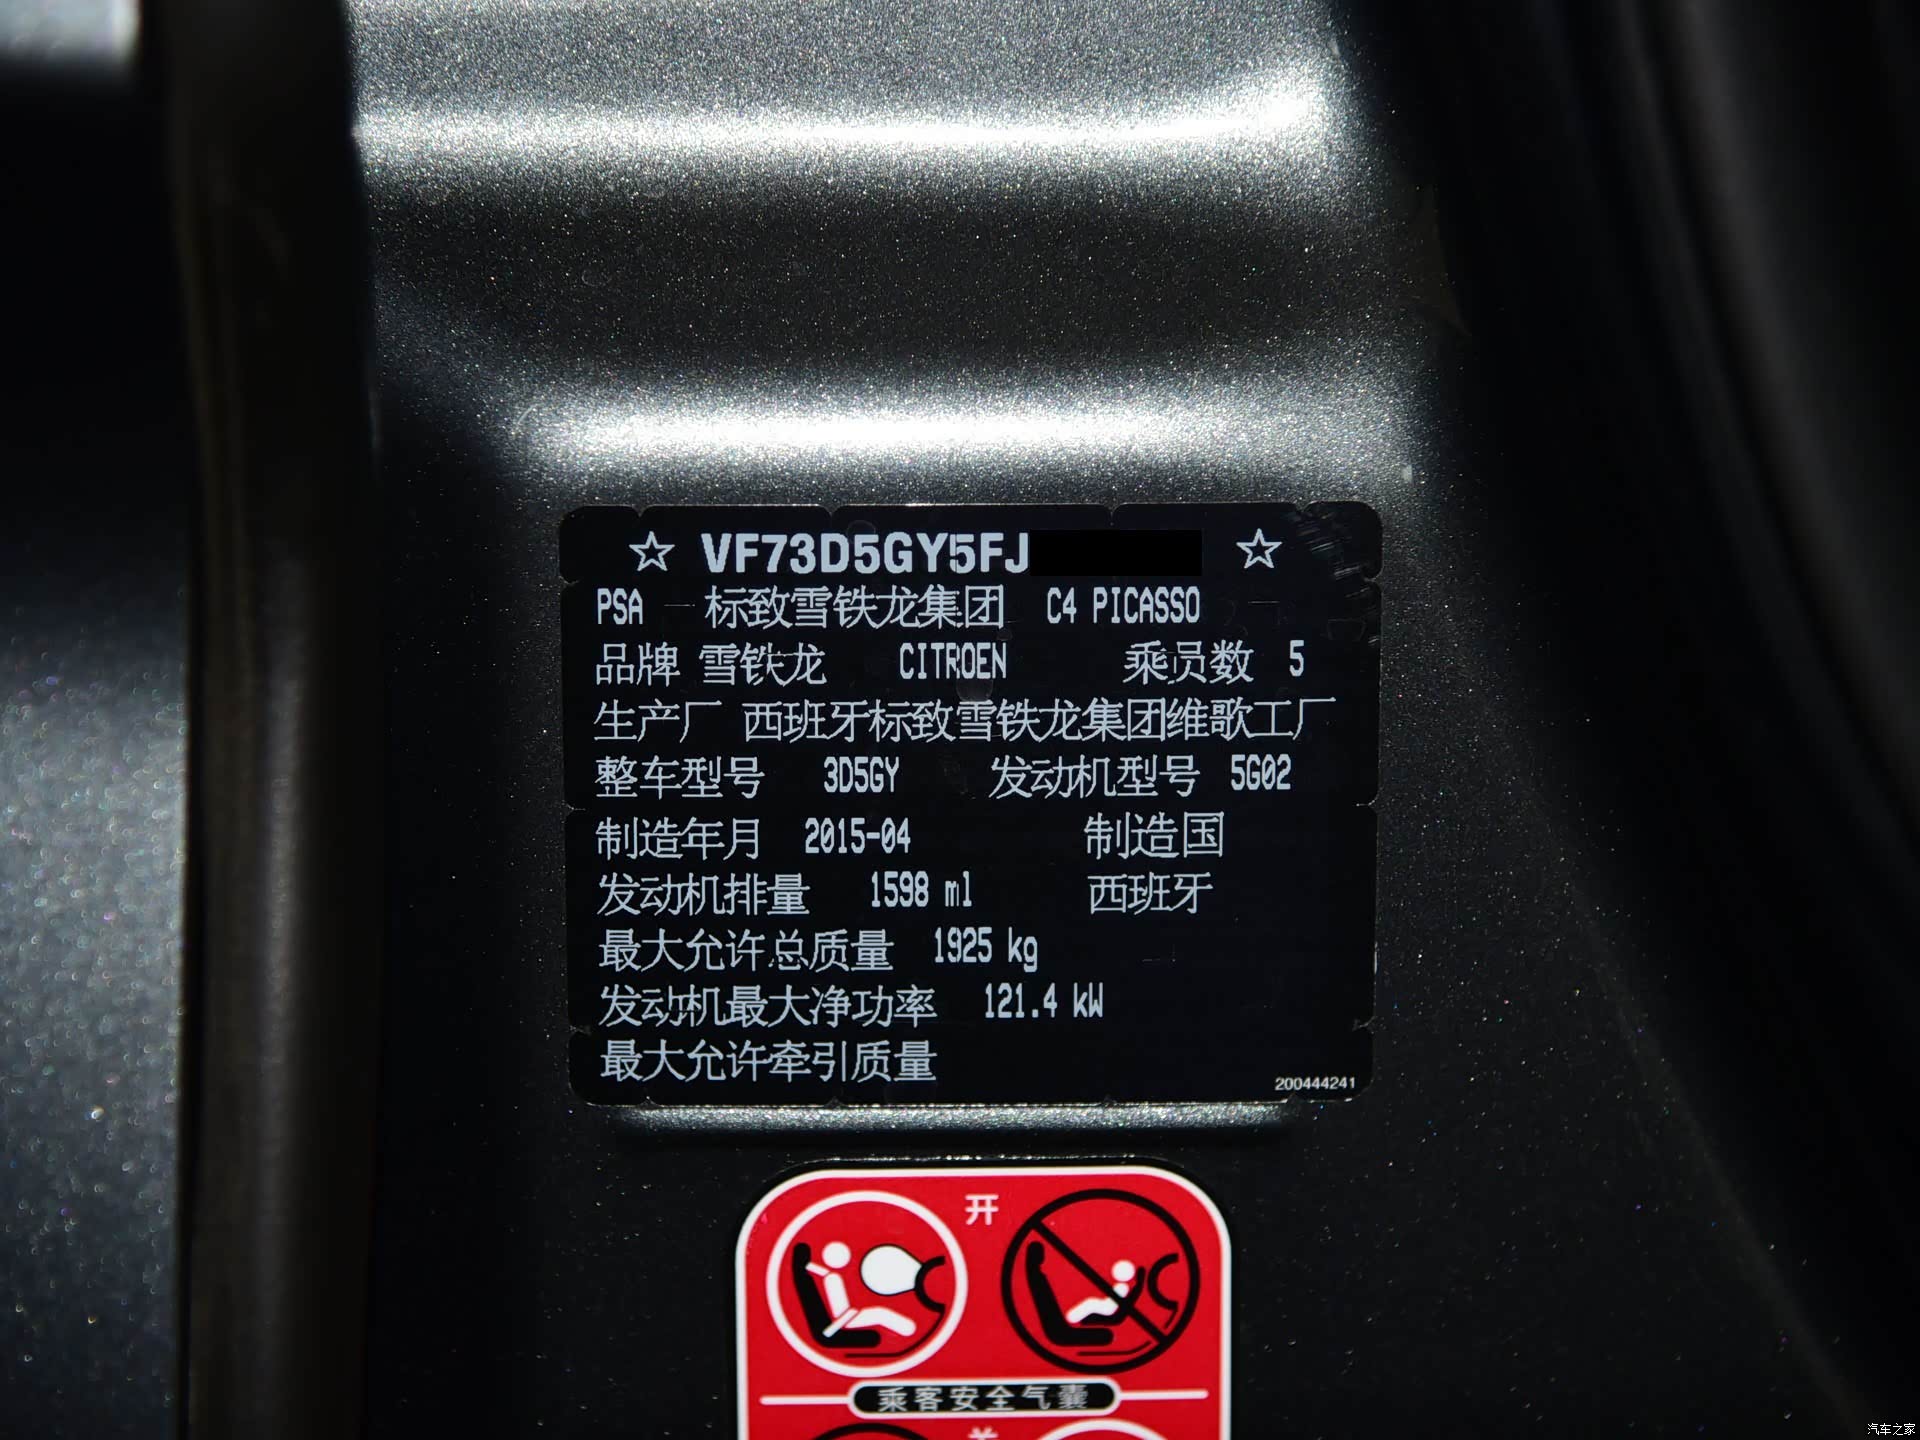 ☆ VF73D5GY5FJ ☆
PSA 标致雪铁龙集团 C4 PICASSO
品牌 雪铁龙 CITROEN 乘员数 5
生产厂 西班牙标致雪铁龙集团维歌工厂
整车型号 3D5GY 发动机型号 5G02
制造年月 2015-04 制造国
发动机排量 1598 ml 西班牙
最大允许总质量 1925 kg
发动机最大净功率 121.4 kW
最大允许牵引质量
200444241
开
乘客安全气囊
汽车之家